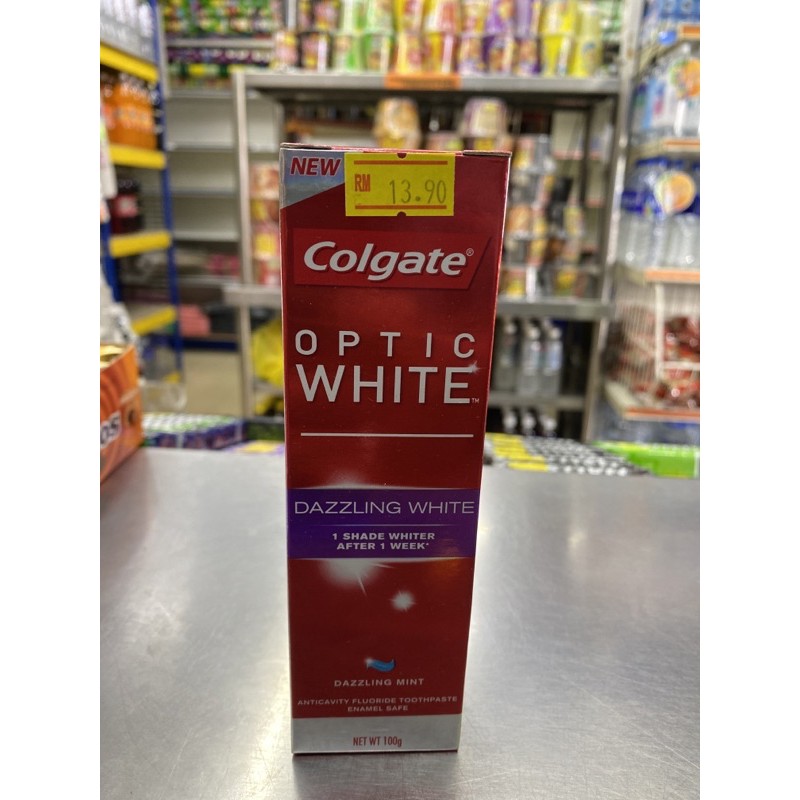 NEW
RM 13.90
Colgate®
OPTIC
WHITE™
DAZZLING WHITE
1 SHADE WHITER
AFTER 1 WEEK*
DAZZLING MINT
ANTICAVITY FLUORIDE TOOTHPASTE
ENAMEL SAFE
NET WT 100g